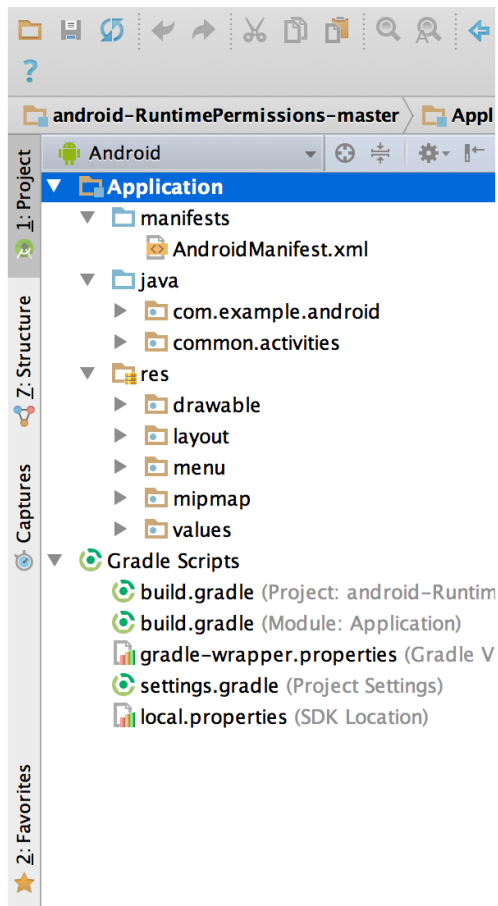 ?
android-RuntimePermissions-master
Appl
Android
1: Project
Application
manifests
AndroidManifest.xml
java
com.example.android
common.activities
Z: Structure
res
drawable
layout
menu
mipmap
values
Captures
Gradle Scripts
build.gradle (Project: android-Runtim
build.gradle (Module: Application)
gradle-wrapper.properties (Gradle V
settings.gradle (Project Settings)
local.properties (SDK Location)
2: Favorites